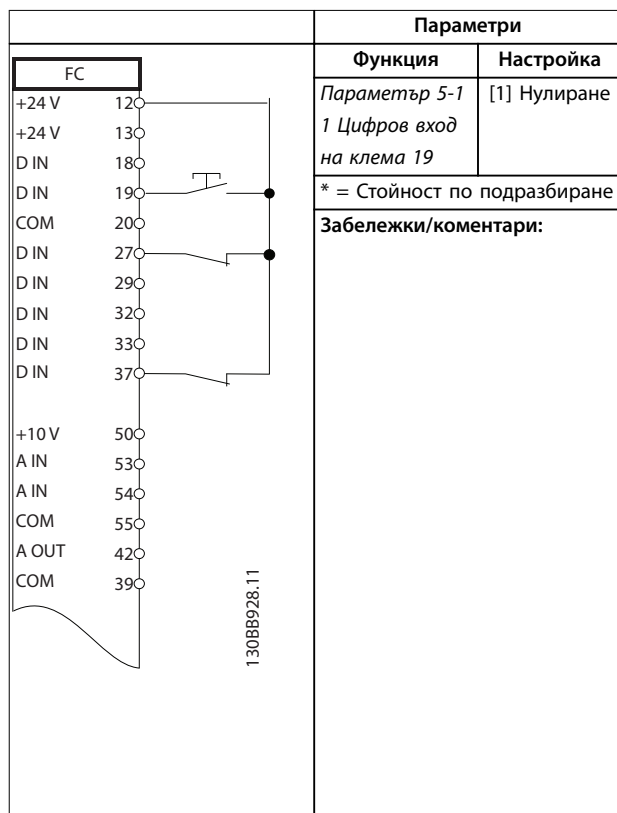 Параметри
Функция Настройка
Параметър 5-1
1 Цифров вход
на клема 19
[1] Нулиране
* = Стойност по подразбиране
Забележки/коментари:
FC
+24 V 12
+24 V 13
D IN 18
D IN 19
COM 20
D IN 27
D IN 29
D IN 32
D IN 33
D IN 37
+10 V 50
A IN 53
A IN 54
COM 55
A OUT 42
COM 39
130BB928.11